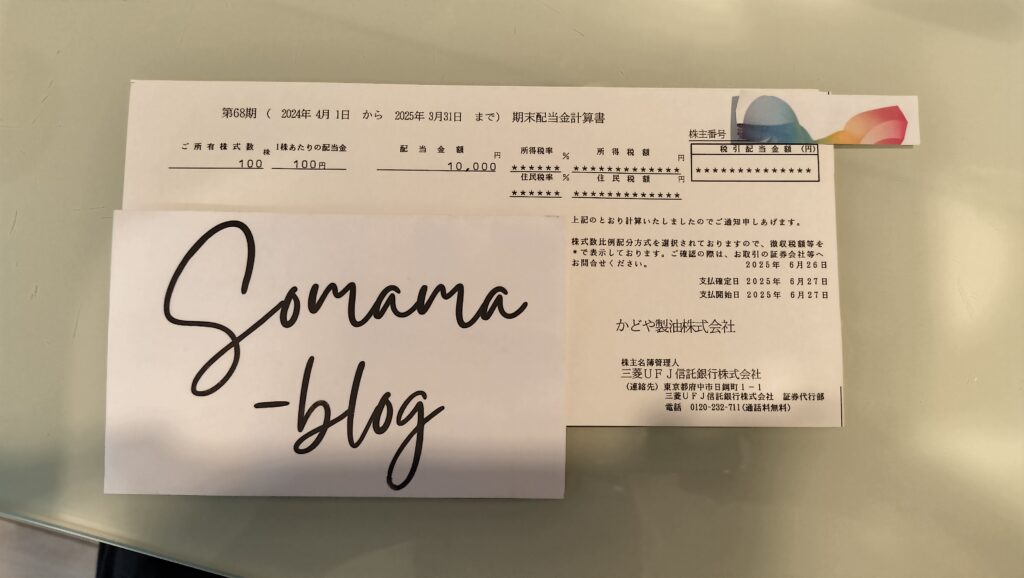 第68期 ( 2024年 4月 1日 から 2025年 3月31日 まで) 期末配当金計算書
株主番号
ご所有株式数 株 1株あたりの配当金 配当金額 円 所得税率 % 所得税額 円 税引配当金額 (円)
100 100円 10,000 ****** ************** **************
住民税率 % 住民税額 円
****** **************
上記のとおり計算いたしましたのでご通知申しあげます。
株式数比例配分方式を選択されておりますので、徴収税額等を
*で表示しております。ご確認の際は、お取引の証券会社等へ
お問合せください。 2025年 6月26日
支払確定日 2025年 6月27日
支払開始日 2025年 6月27日
かどや製油株式会社
株主名簿管理人
三菱UFJ信託銀行株式会社
(連絡先) 東京都府中市日鋼町1-1
三菱UFJ信託銀行株式会社 証券代行部
電話 0120-232-711(通話料無料)
Somama
-blog